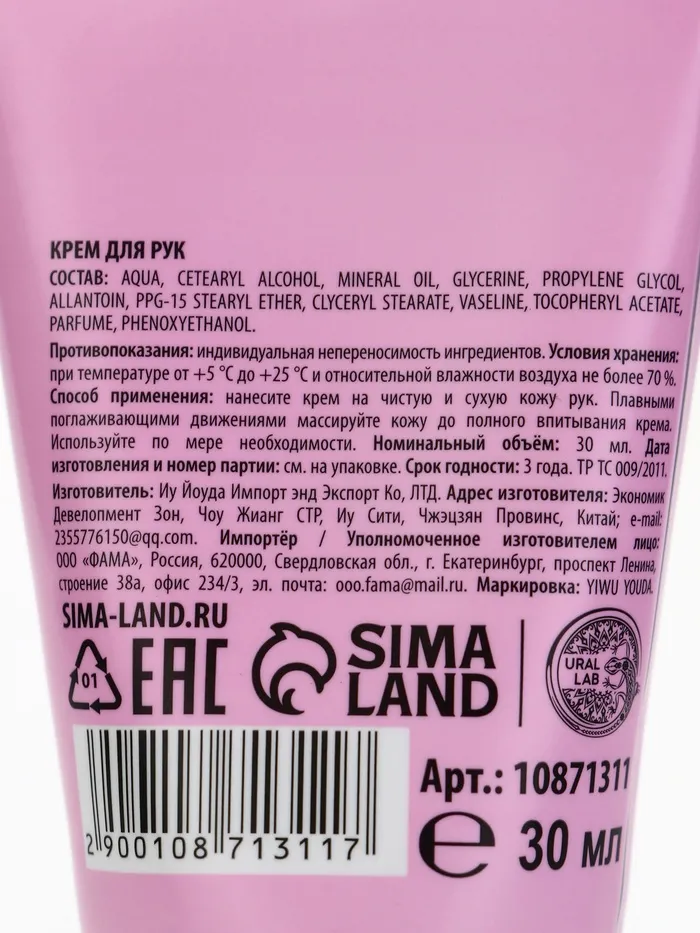 КРЕМ ДЛЯ РУК
СОСТАВ: AQUA, CETEARYL ALCOHOL, MINERAL OIL, GLYCERINE, PROPYLENE GLYCOL,
ALLANTOIN, PPG-15 STEARYL ETHER, CLYCERYL STEARATE, VASELINE, TOCOPHERYL ACETATE,
PARFUME, PHENOXYETHANOL.
Противопоказания: индивидуальная непереносимость ингредиентов. Условия хранения:
при температуре от +5 °С до +25 °С и относительной влажности воздуха не более 70 %.
Способ применения: нанесите крем на чистую и сухую кожу рук. Плавными
поглаживающими движениями массируйте кожу до полного впитывания крема.
Используйте по мере необходимости. Номинальный объём: 30 мл. Дата
изготовления и номер партии: см. на упаковке. Срок годности: 3 года. ТР ТС 009/2011.
Изготовитель: Иу Йоуда Импорт энд Экспорт Ко, ЛТД. Адрес изготовителя: Экономик
Девелопмент Зон, Чоу Жианг СТР, Иу Сити, Чжэцзян Провинс, Китай; e-mail:
2355776150@qq.com. Импортёр / Уполномоченное изготовителем лицо:
ООО «ФАМА», Россия, 620000, Свердловская обл., г. Екатеринбург, проспект Ленина,
строение 38а, офис 234/3, эл. почта: ooo.fama@mail.ru. Маркировка: YIWU YOUDA.
SIMA-LAND.RU
01
EAC
SIMA
LAND
URAL
LAB
2900108713117
Арт.: 10871311
e 30 мл